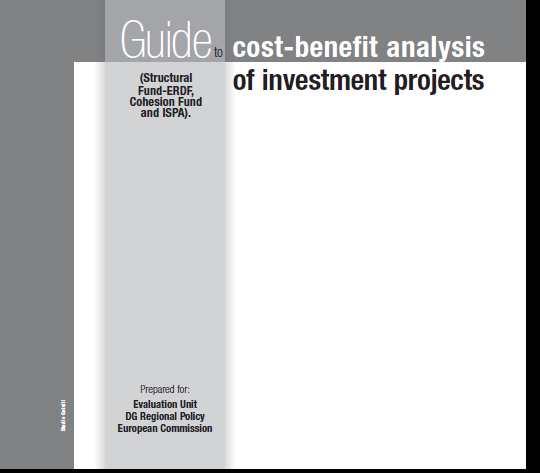 Guide to cost-benefit analysis
of investment projects
(Structural
Fund-ERDF,
Cohesion Fund
and ISPA).
Prepared for:
Evaluation Unit
DG Regional Policy
European Commission